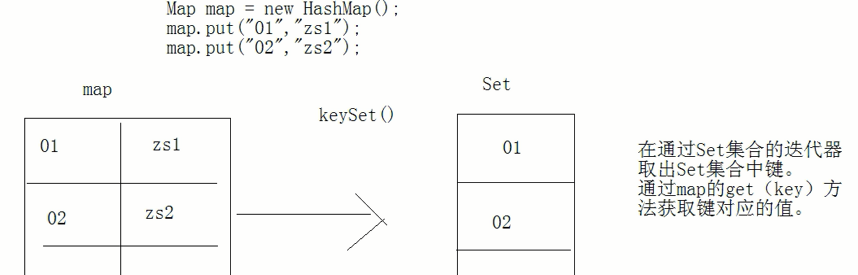 Map map = new HashMap();
map.put("01","zs1");
map.put("02","zs2");
map
Set
keySet()
01
zs1
01
02
zs2
02
在通过Set集合的迭代器
取出Set集合中键。
通过map的get（key）方
法获取键对应的值。